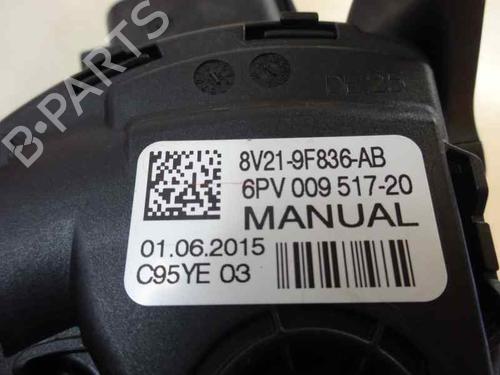 B-PARTS
8V21-9F836-AB
6PV 009 517-20
MANUAL
01.06.2015
C95YE 03